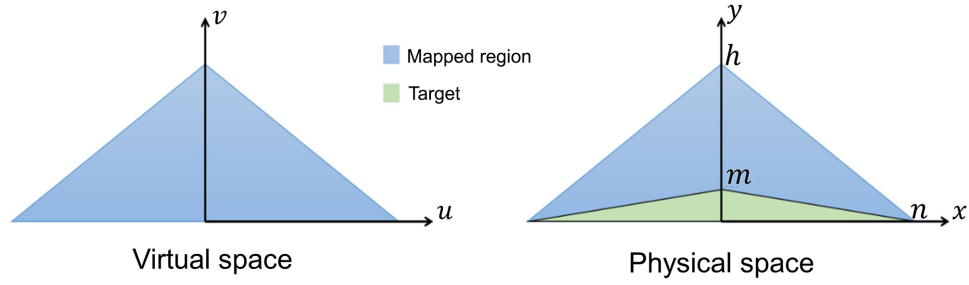 v
u
Virtual space
Mapped region
Target
y
h
m
n
x
Physical space